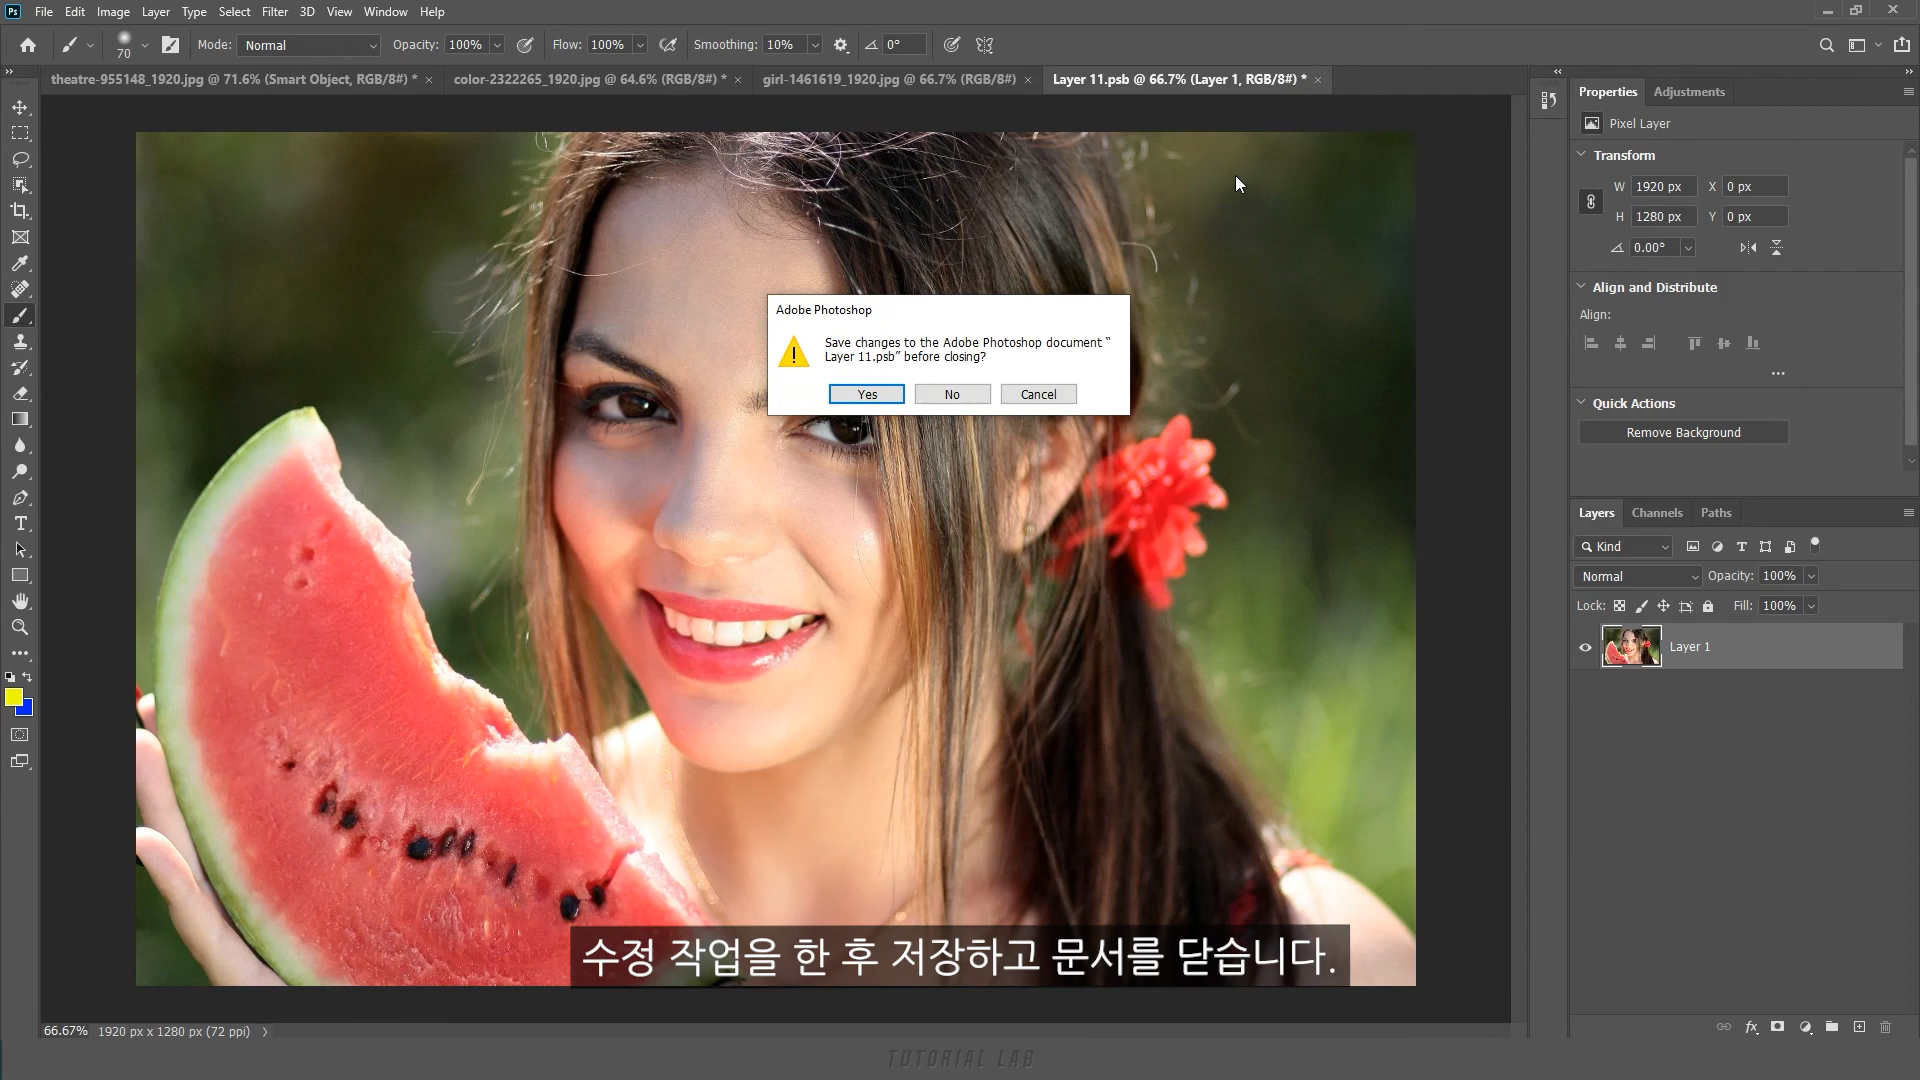 Ps File Edit Image Layer Type Select Filter 3D View Window Help
70 Mode: Normal Opacity: 100% Flow: 100% Smoothing: 10% 0°
theatre-955148_1920.jpg @ 71.6% (Smart Object, RGB/8#) * × color-2322265_1920.jpg @ 64.6% (RGB/8#) * × girl-1461619_1920.jpg @ 66.7% (RGB/8#) × Layer 11.psb @ 66.7% (Layer 1, RGB/8#) * ×
Properties Adjustments
Pixel Layer
Transform
W 1920 px X 0 px
H 1280 px Y 0 px
0.00°
Align and Distribute
Align:
Quick Actions
Remove Background
Adobe Photoshop
Save changes to the Adobe Photoshop document “
Layer 11.psb” before closing?
Yes No Cancel
Layers Channels Paths
Kind
Normal Opacity: 100%
Lock: Fill: 100%
Layer 1
수정 작업을 한 후 저장하고 문서를 닫습니다.
66.67% 1920 px x 1280 px (72 ppi)
TUTORIAL LAB